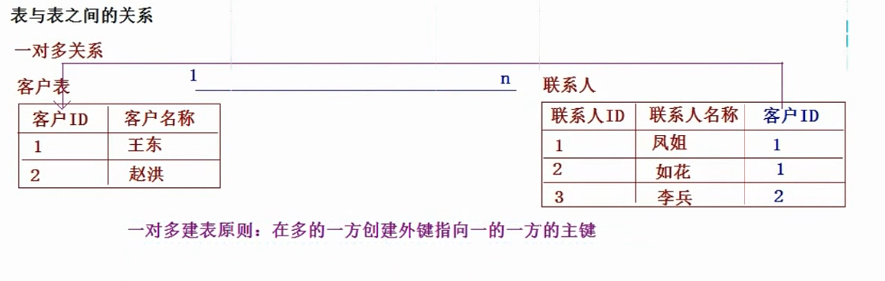 表与表之间的关系
一对多关系
1 n
客户表 联系人
客户ID 客户名称 联系人ID 联系人名称 客户ID
1 王东 1 凤姐 1
2 赵洪 2 如花 1
3 李兵 2
一对多建表原则：在多的一方创建外键指向一的一方的主键